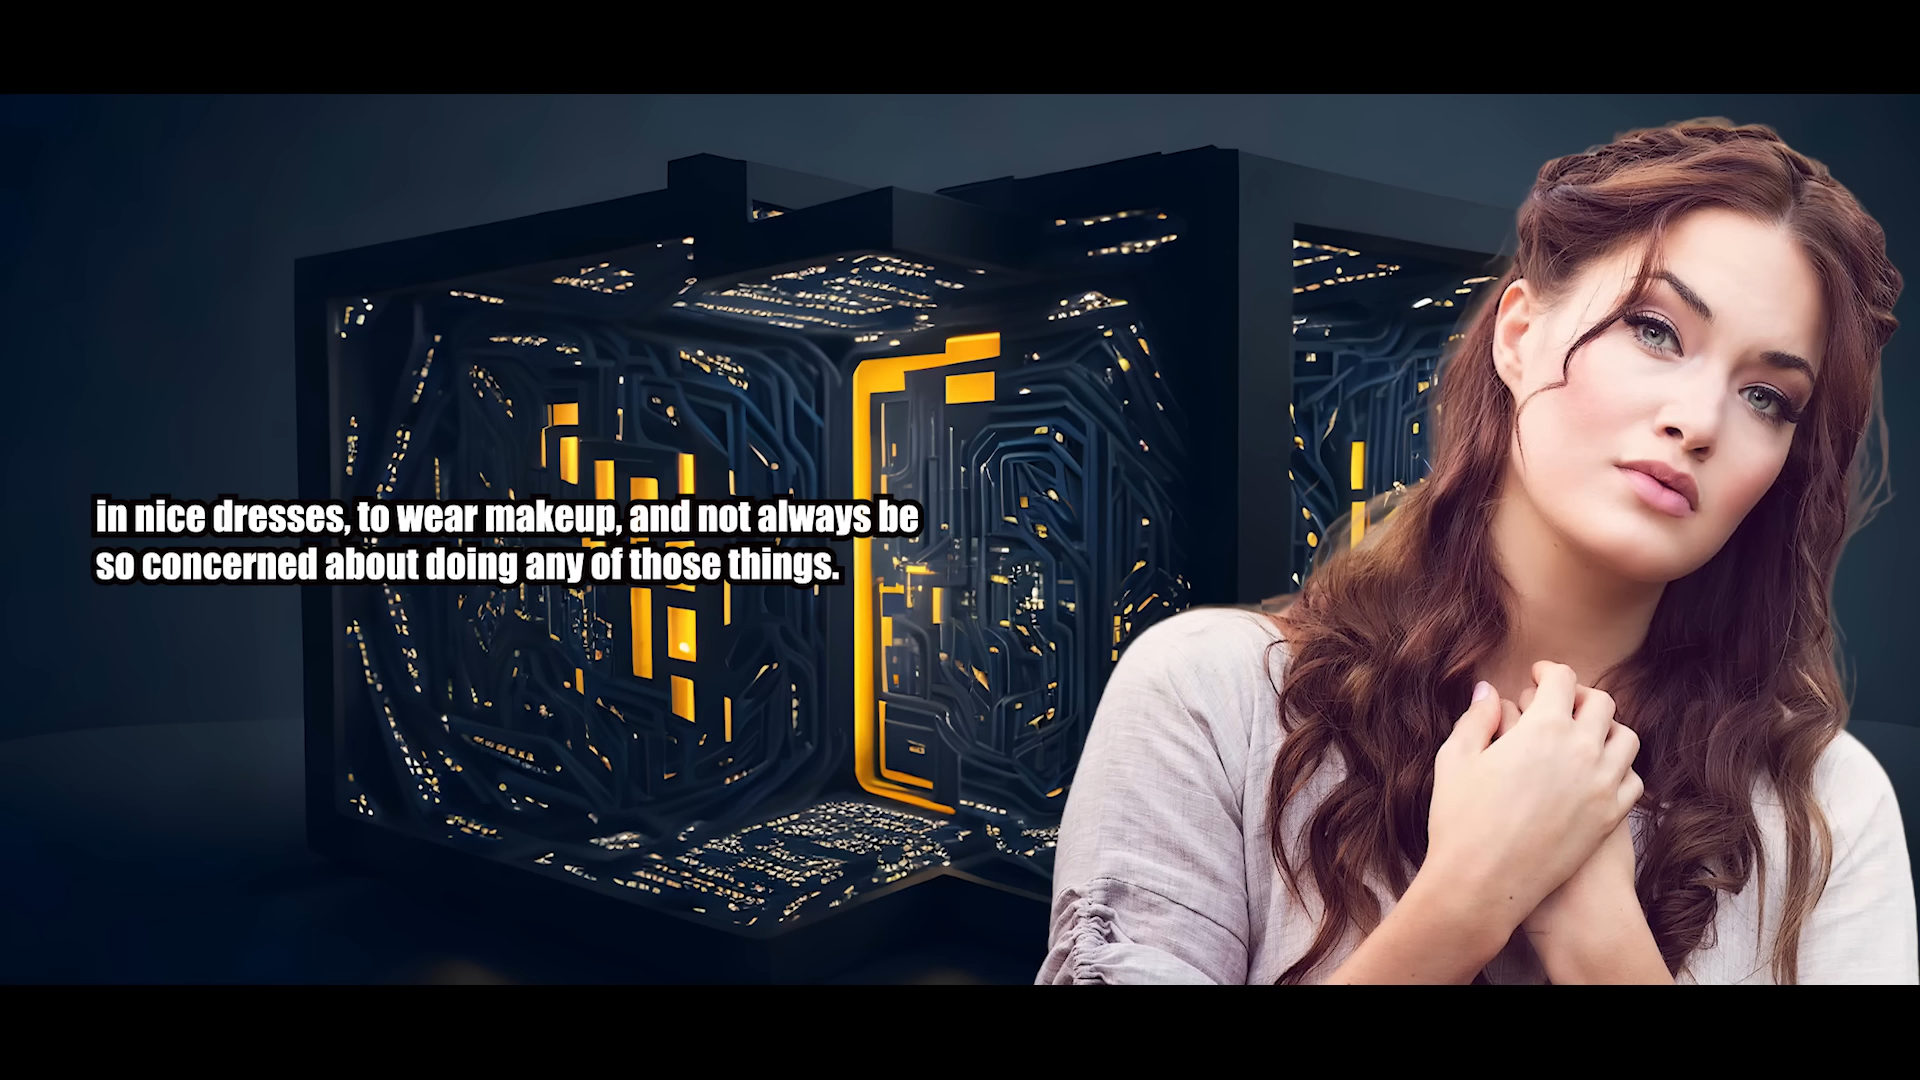 in nice dresses, to wear makeup, and not always be
so concerned about doing any of those things.